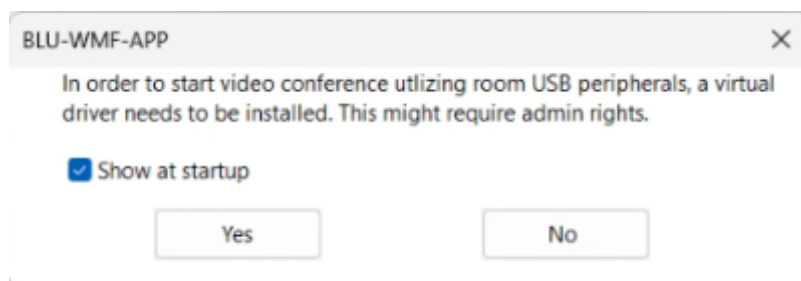 BLU-WMF-APP
In order to start video conference utlizing room USB peripherals, a virtual
driver needs to be installed. This might require admin rights.
Show at startup
Yes
No